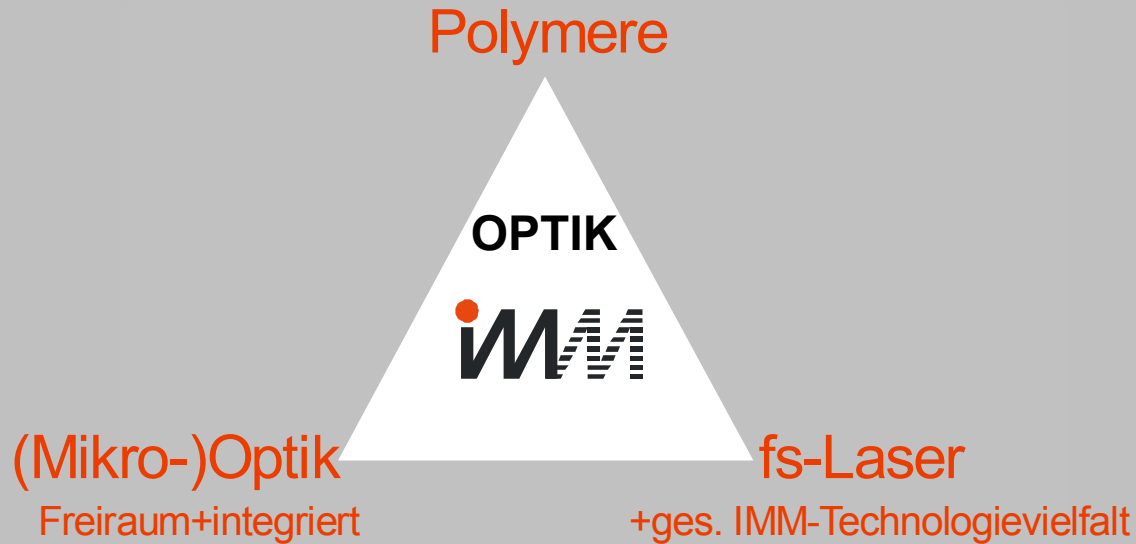 Polymere
OPTIK
iMM
(Mikro-)Optik
fs-Laser
Freiraum+integriert
+ges. IMM-Technologievielfalt